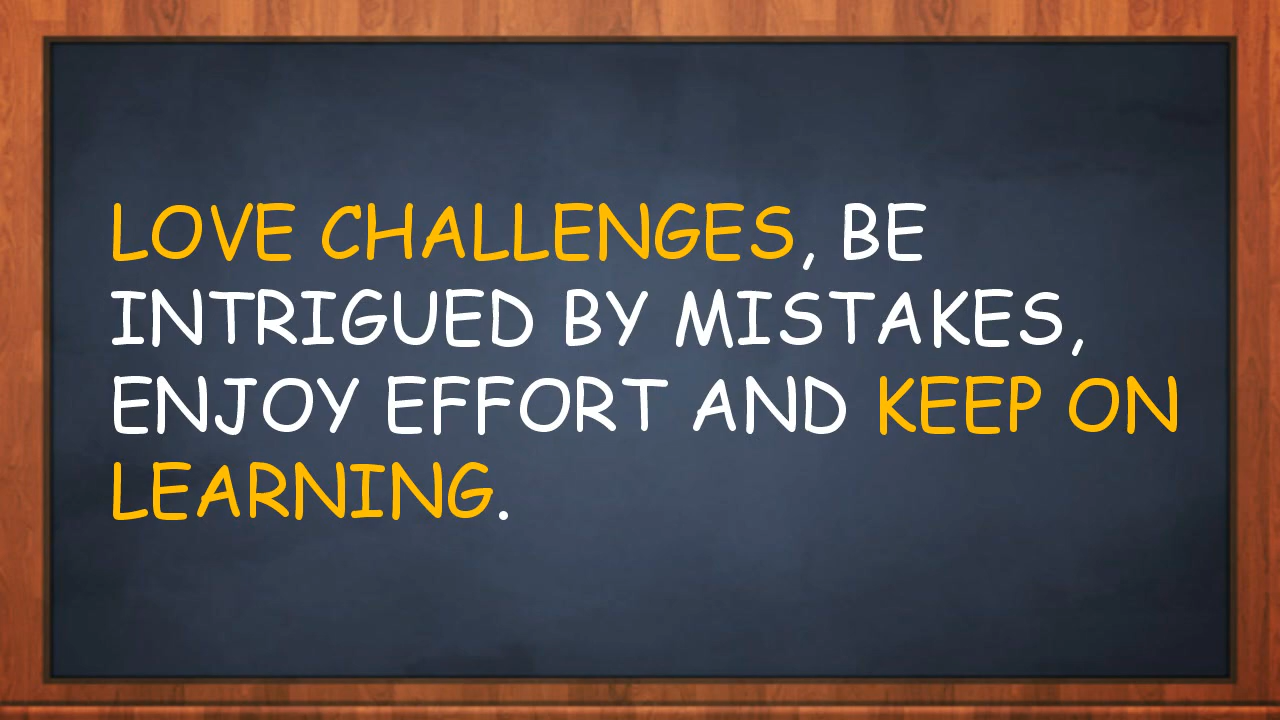 LOVE CHALLENGES, BE
INTRIGUED BY MISTAKES,
ENJOY EFFORT AND KEEP ON
LEARNING.